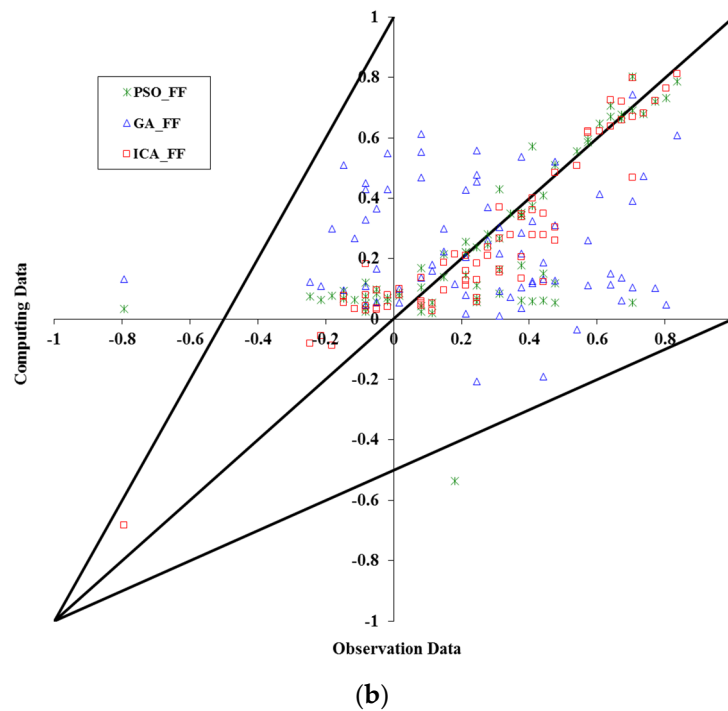 1
0.8
PSO_FF
GA_FF
ICA_FF
0.6
0.4
0.2
0
-1 -0.8 -0.6 -0.4 -0.2 0 0.2 0.4 0.6 0.8
-0.2
-0.4
-0.6
-0.8
-1
Computing Data
Observation Data
(b)